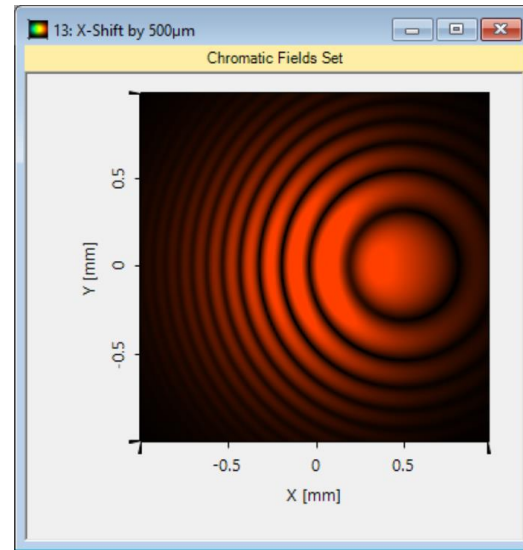 13: X-Shift by 500µm
Chromatic Fields Set
0.5
0
-0.5
Y [mm]
-0.5 0 0.5
X [mm]